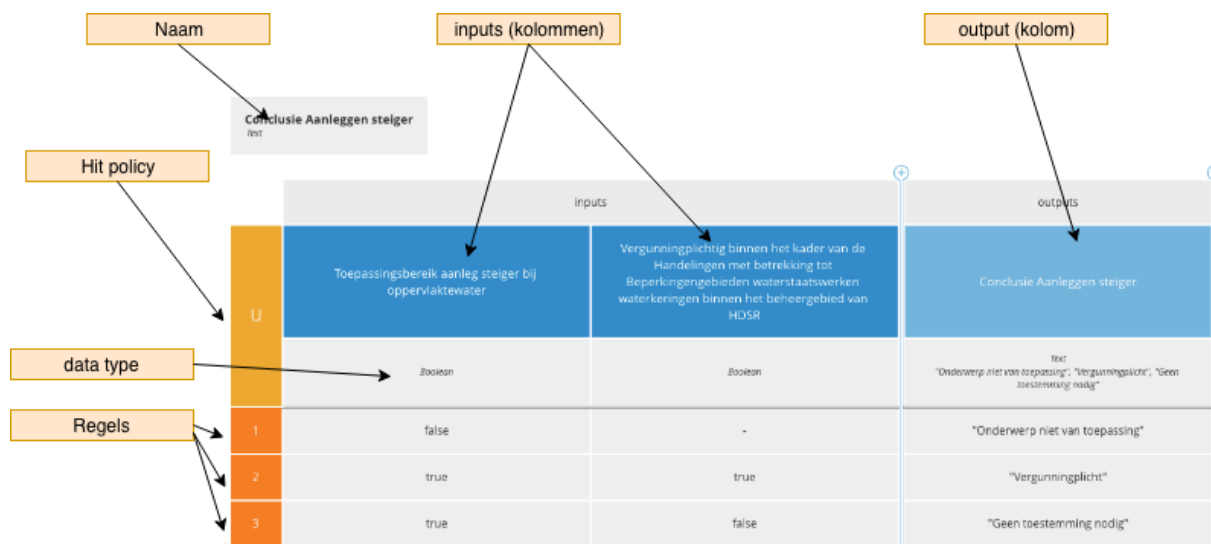 Naam
inputs (kolommen)
output (kolom)
Conclusie Aanleggen steiger
text
Hit policy
inputs
outputs
U
Toepassingsbereik aanleg steiger bij
oppervlaktewater
Vergunningplichtig binnen het kader van de
Handelingen met betrekking tot
Beperkingengebieden waterstaatswerken
waterkeringen binnen het beheergebied van
HDSR
Conclusie Aanleggen steiger
data type
Boolean
Boolean
text
"Onderwerp niet van toepassing", "Vergunningplicht", "Geen
toestemming nodig"
Regels
1
false
-
"Onderwerp niet van toepassing"
2
true
true
"Vergunningplicht"
3
true
false
"Geen toestemming nodig"